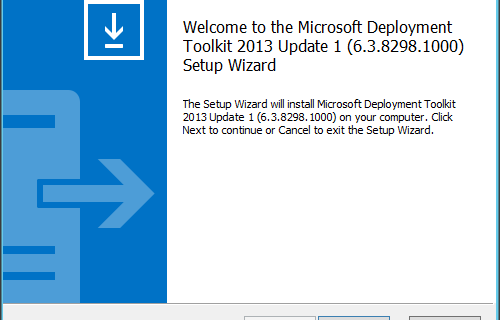 Welcome to the Microsoft Deployment
Toolkit 2013 Update 1 (6.3.8298.1000)
Setup Wizard
The Setup Wizard will install Microsoft Deployment Toolkit
2013 Update 1 (6.3.8298.1000) on your computer. Click
Next to continue or Cancel to exit the Setup Wizard.